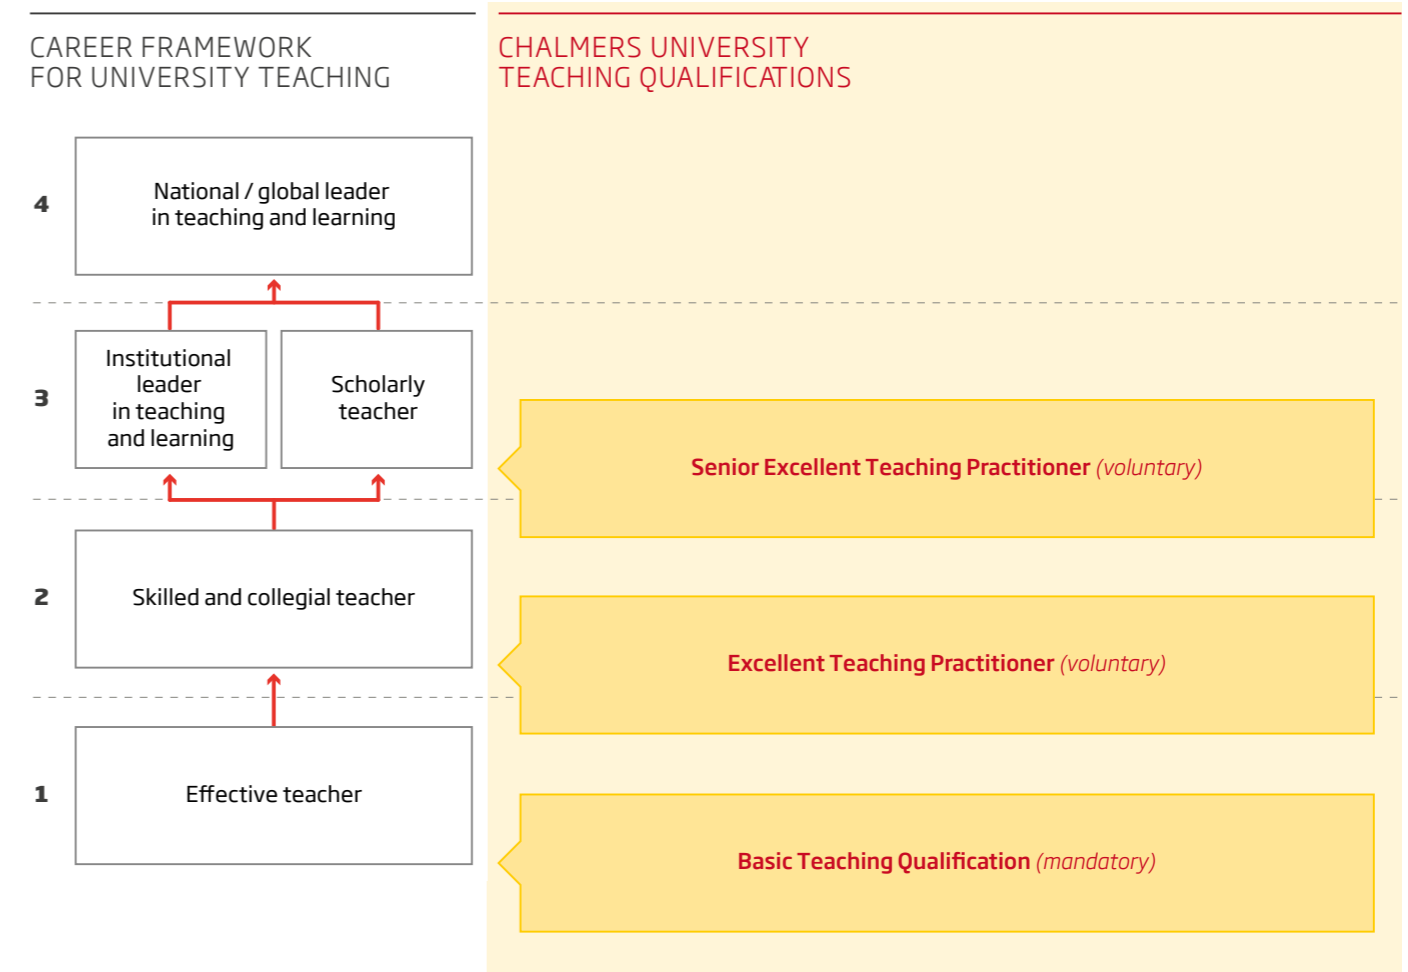 CAREER FRAMEWORK
FOR UNIVERSITY TEACHING
CHALMERS UNIVERSITY
TEACHING QUALIFICATIONS
4
National / global leader
in teaching and learning
3
Institutional
leader
in teaching
and learning
Scholarly
teacher
Senior Excellent Teaching Practitioner (voluntary)
2
Skilled and collegial teacher
Excellent Teaching Practitioner (voluntary)
1
Effective teacher
Basic Teaching Qualification (mandatory)